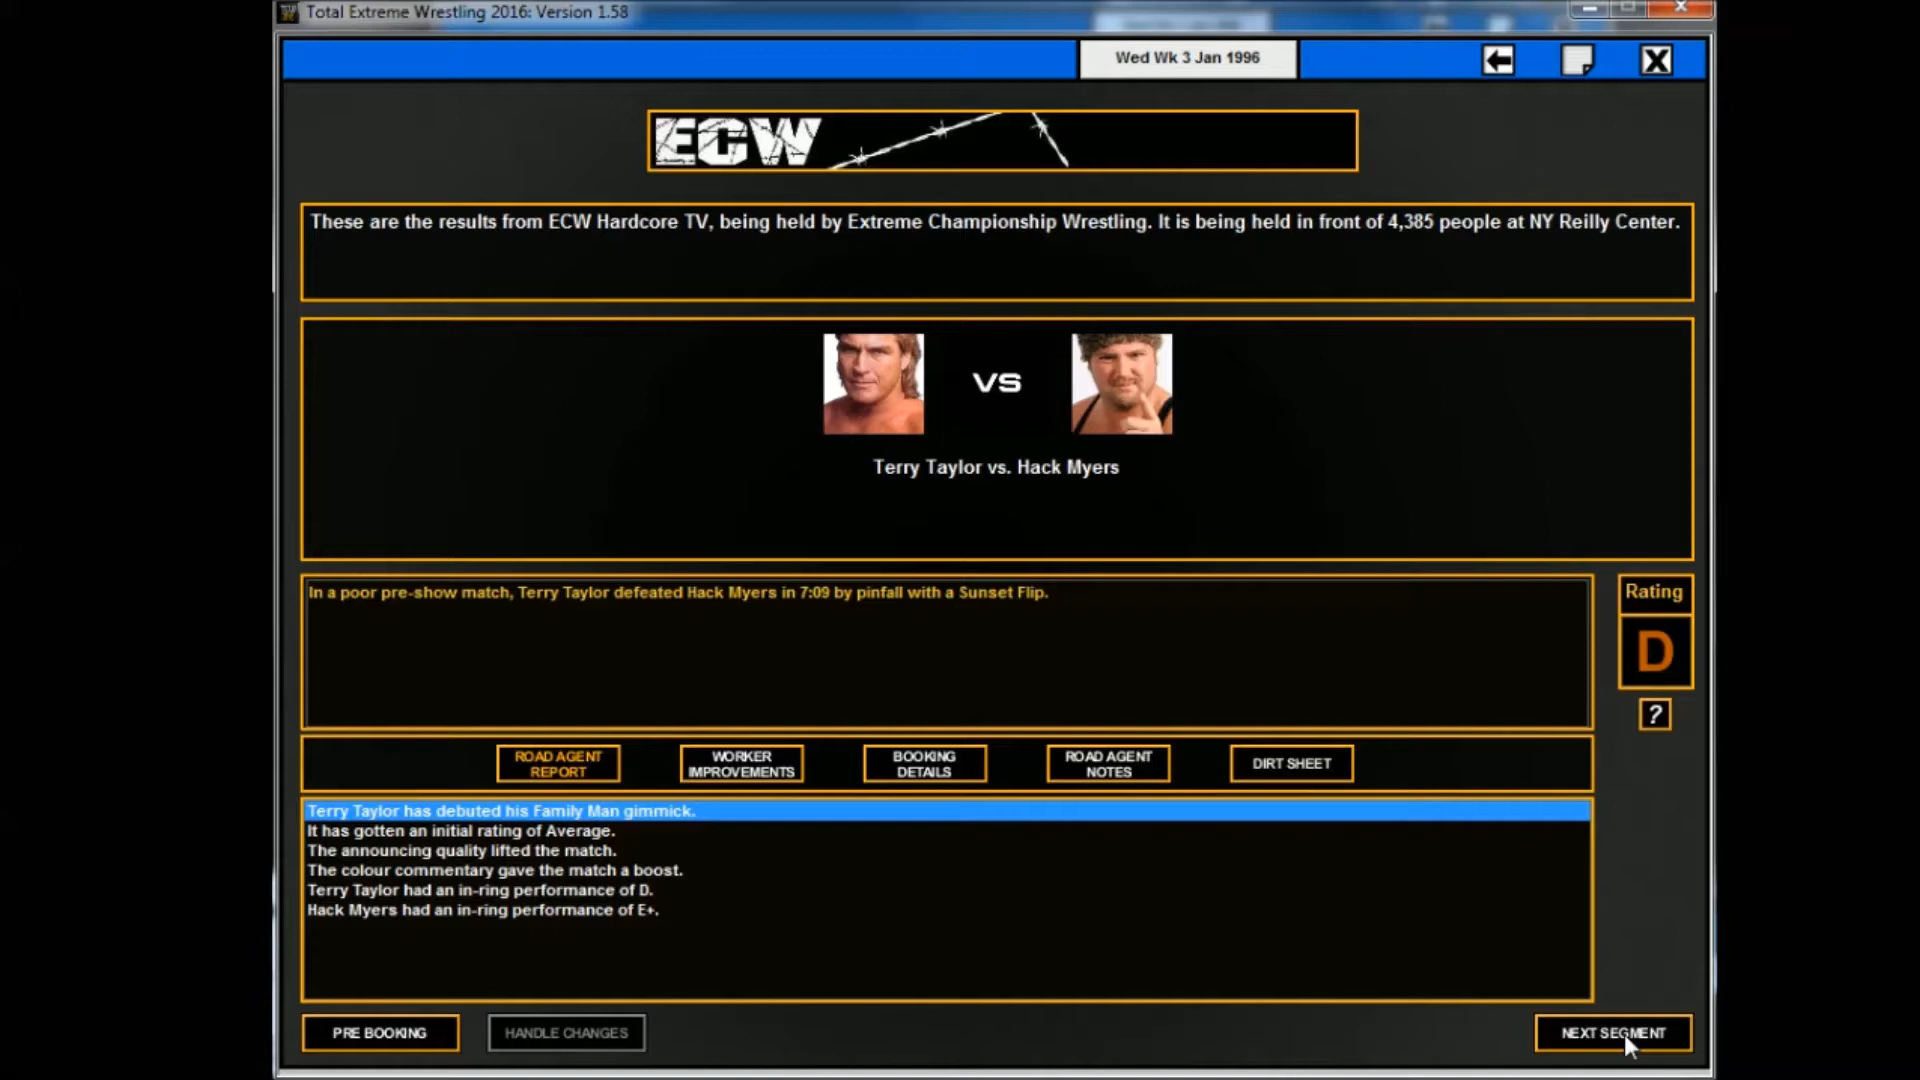 Total Extreme Wrestling 2016: Version 1.58
Wed Wk 3 Jan 1996
ECW
These are the results from ECW Hardcore TV, being held by Extreme Championship Wrestling. It is being held in front of 4,385 people at NY Reilly Center.
VS
Terry Taylor vs. Hack Myers
In a poor pre-show match, Terry Taylor defeated Hack Myers in 7:09 by pinfall with a Sunset Flip.
Rating
D
?
ROAD AGENT REPORT
WORKER IMPROVEMENTS
BOOKING DETAILS
ROAD AGENT NOTES
DIRT SHEET
Terry Taylor has debuted his Family Man gimmick.
It has gotten an initial rating of Average.
The announcing quality lifted the match.
The colour commentary gave the match a boost.
Terry Taylor had an in-ring performance of D.
Hack Myers had an in-ring performance of E+.
PRE BOOKING
HANDLE CHANGES
NEXT SEGMENT